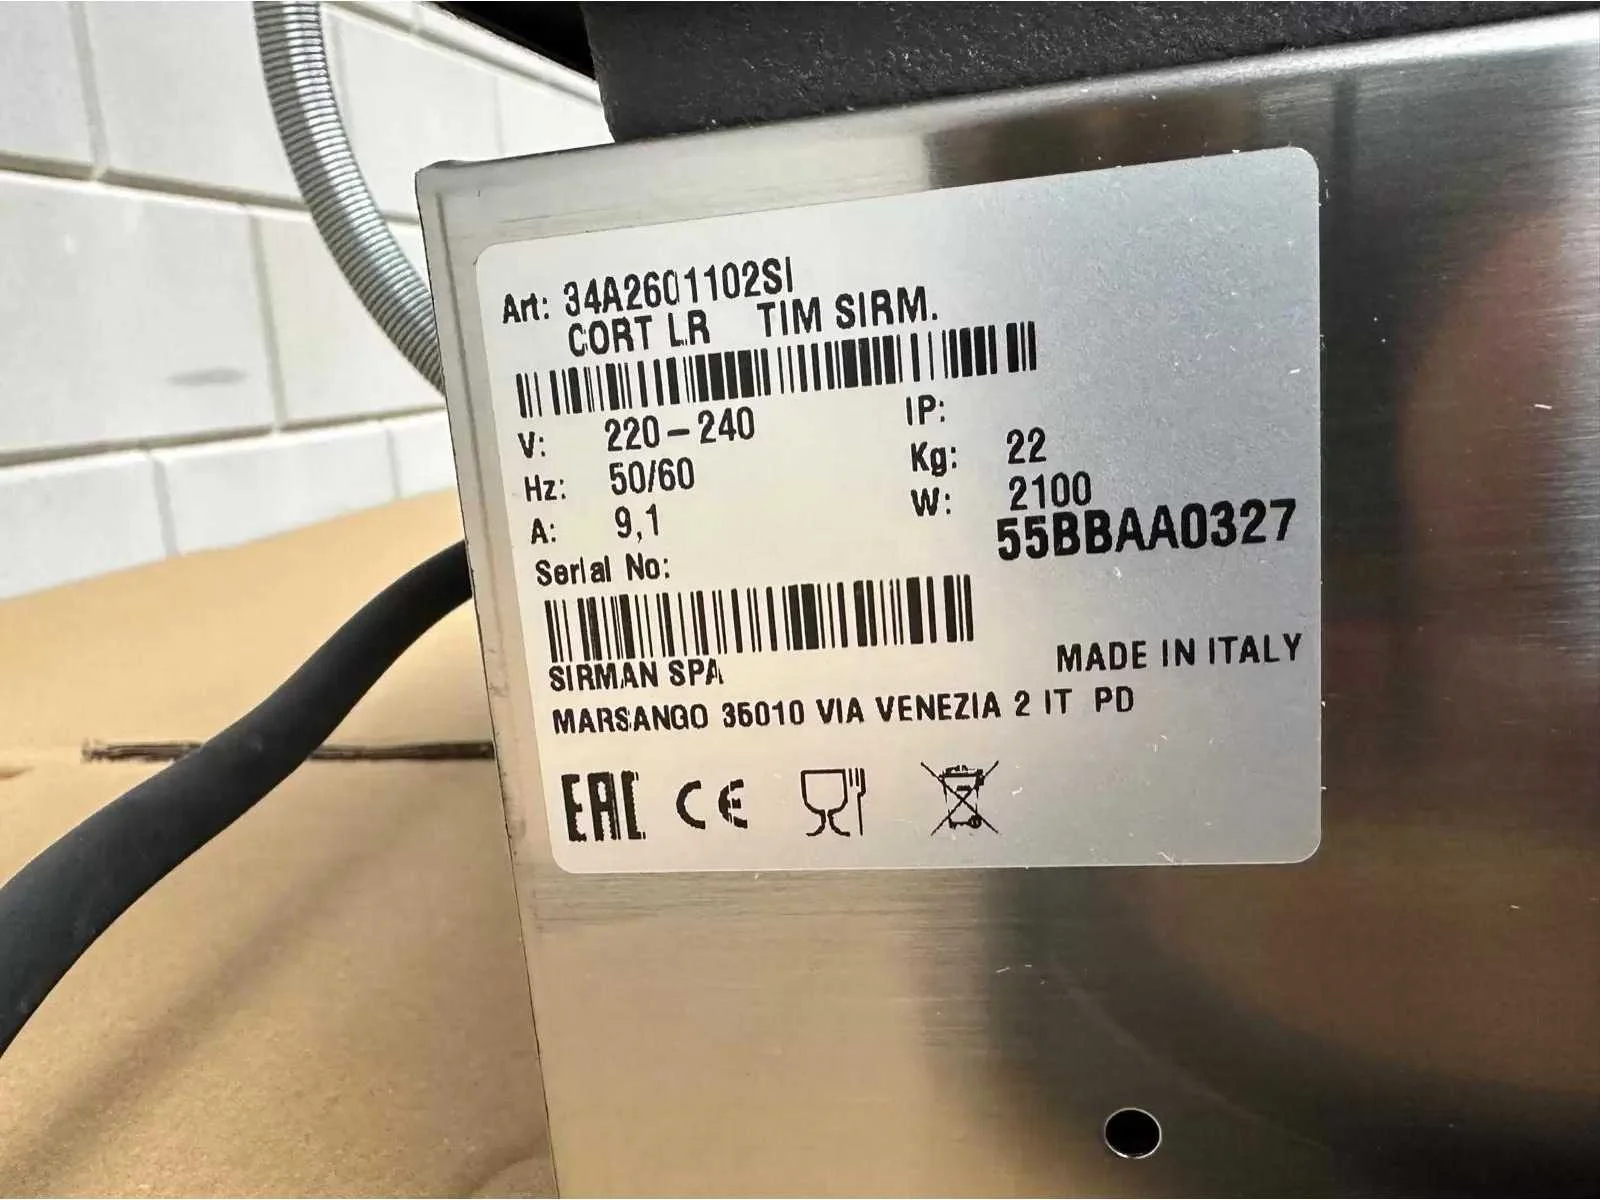 Art: 34A2601102SI
CORT LR TIM SIRM.
V: 220-240 IP:
Hz: 50/60 Kg: 22
A: 9,1 W: 2100
55BBAA0327
Serial No:
SIRMAN SPA MADE IN ITALY
MARSANGO 35010 VIA VENEZIA 2 IT PD
EAC CE